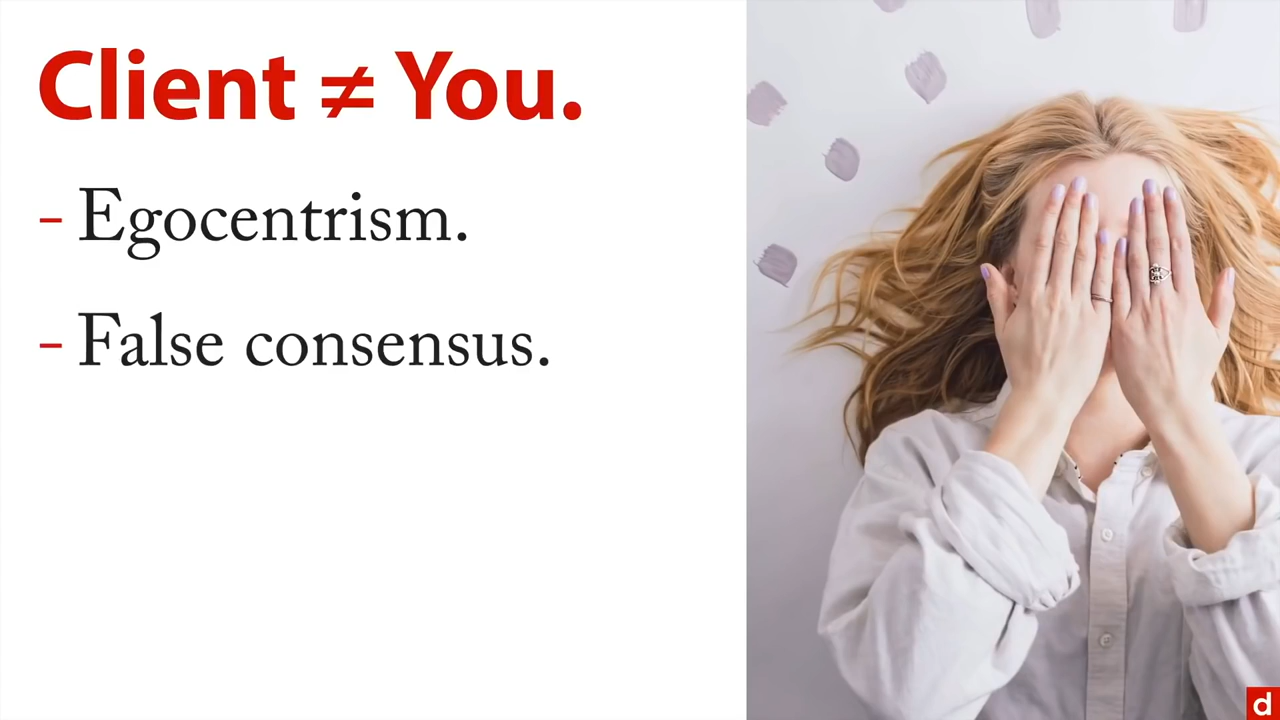 Client ≠ You.
- Egocentrism.
- False consensus.
d